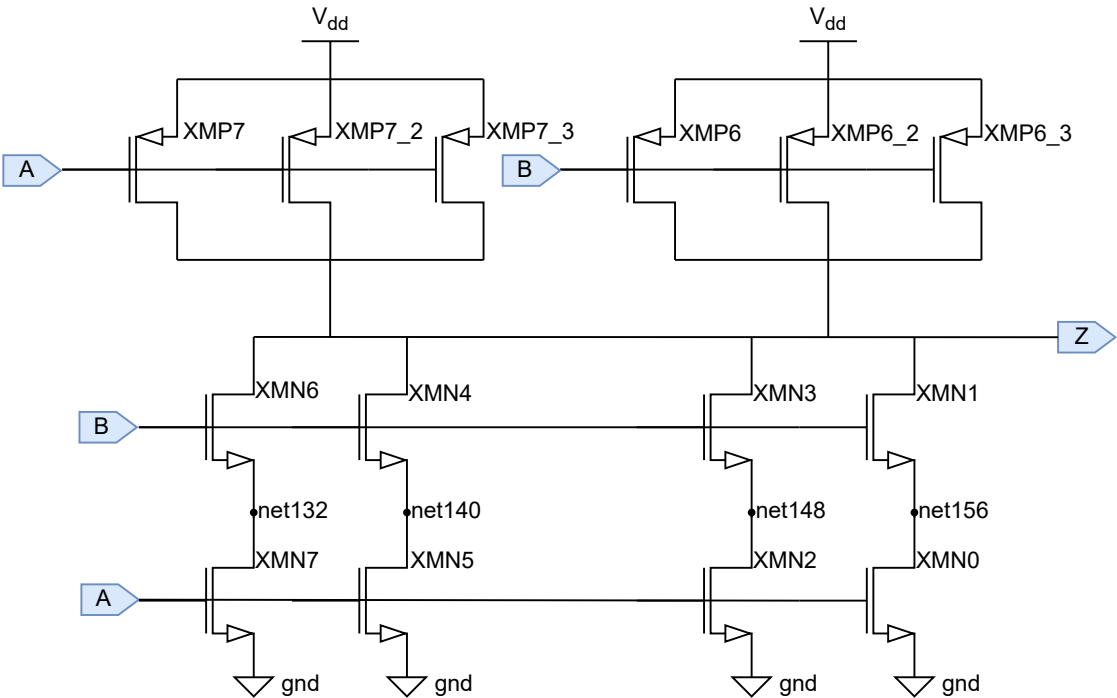 Vdd Vdd
XMP7 XMP7_2 XMP7_3 XMP6 XMP6_2 XMP6_3
A B
Z
XMN6 XMN4 XMN3 XMN1
B
net132 net140 net148 net156
XMN7 XMN5 XMN2 XMN0
A
gnd gnd gnd gnd